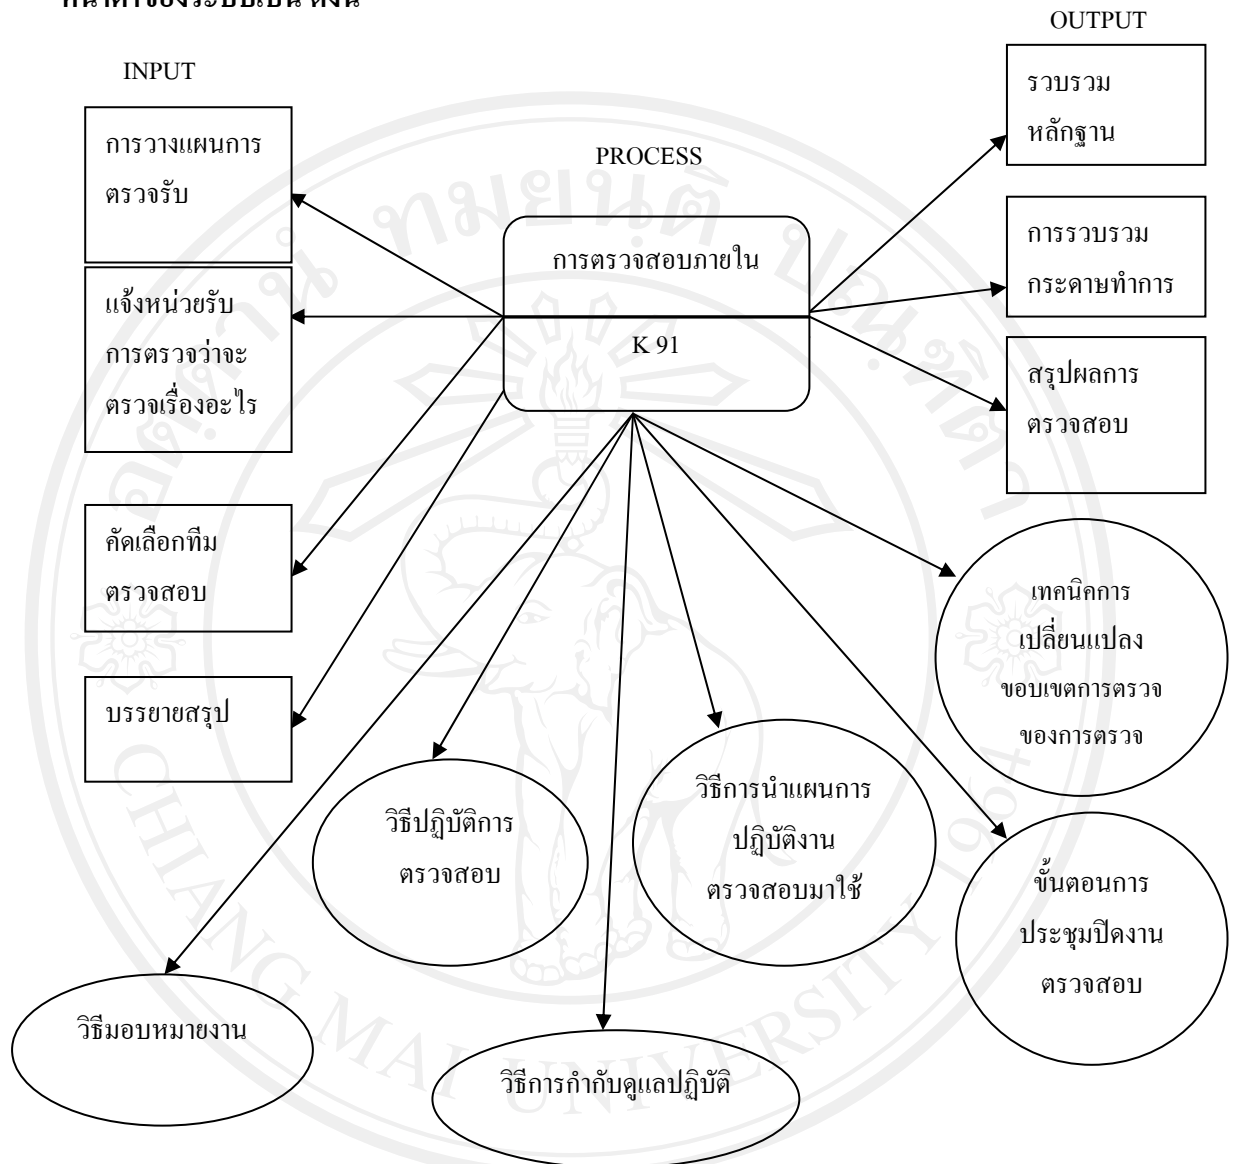 OUTPUT
INPUT
PROCESS
การวางแผนการ
ตรวจรับ
แจ้งหน่วยรับ
การตรวจว่าจะ
ตรวจเรื่องอะไร
คัดเลือกทีม
ตรวจสอบ
บรรยายสรุป
การตรวจสอบภายใน
K 91
รวบรวม
หลักฐาน
การรวบรวม
กระดาษทำการ
สรุปผลการ
ตรวจสอบ
เทคนิคการ
เปลี่ยนแปลง
ขอบเขตการตรวจ
ของการตรวจ
วิธีการนำแผนการ
ปฏิบัติงาน
ตรวจสอบมาใช้
วิธีปฏิบัติการ
ตรวจสอบ
ขั้นตอนการ
ประชุมปิดงาน
ตรวจสอบ
วิธีมอบหมายงาน
วิธีการกำกับดูแลปฏิบัติ
CHIANG MAI UNIVERSITY 1964